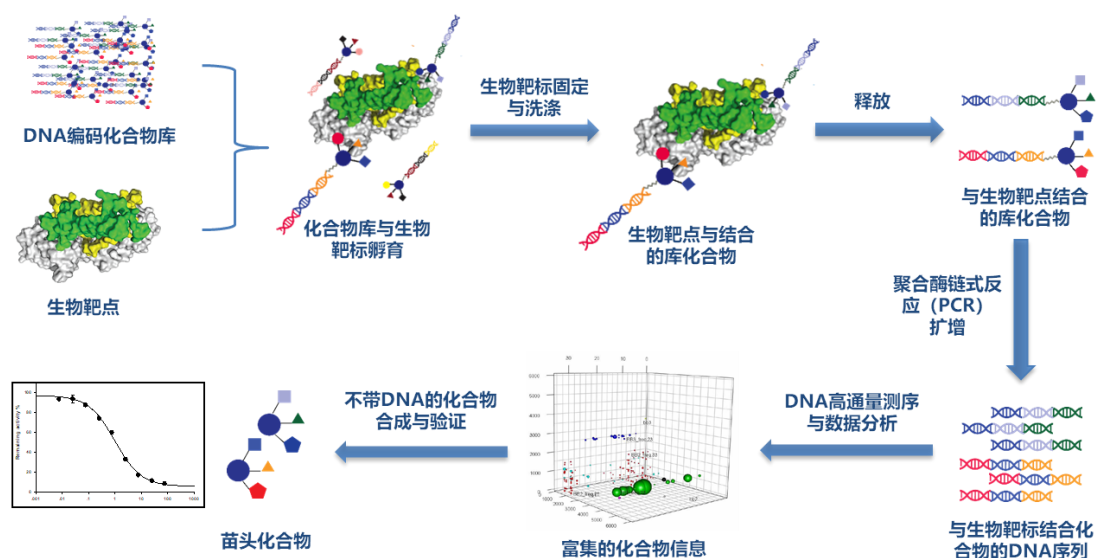 DNA编码化合物库
生物靶点
化合物库与生物
靶标孵育
生物靶标固定
与洗涤
生物靶点与结合
的库化合物
释放
与生物靶点结合
的库化合物
聚合酶链式反
应（PCR）
扩增
与生物靶标结合化
合物的DNA序列
DNA高通量测序
与数据分析
富集的化合物信息
不带DNA的化合物
合成与验证
苗头化合物
Remaining activity %